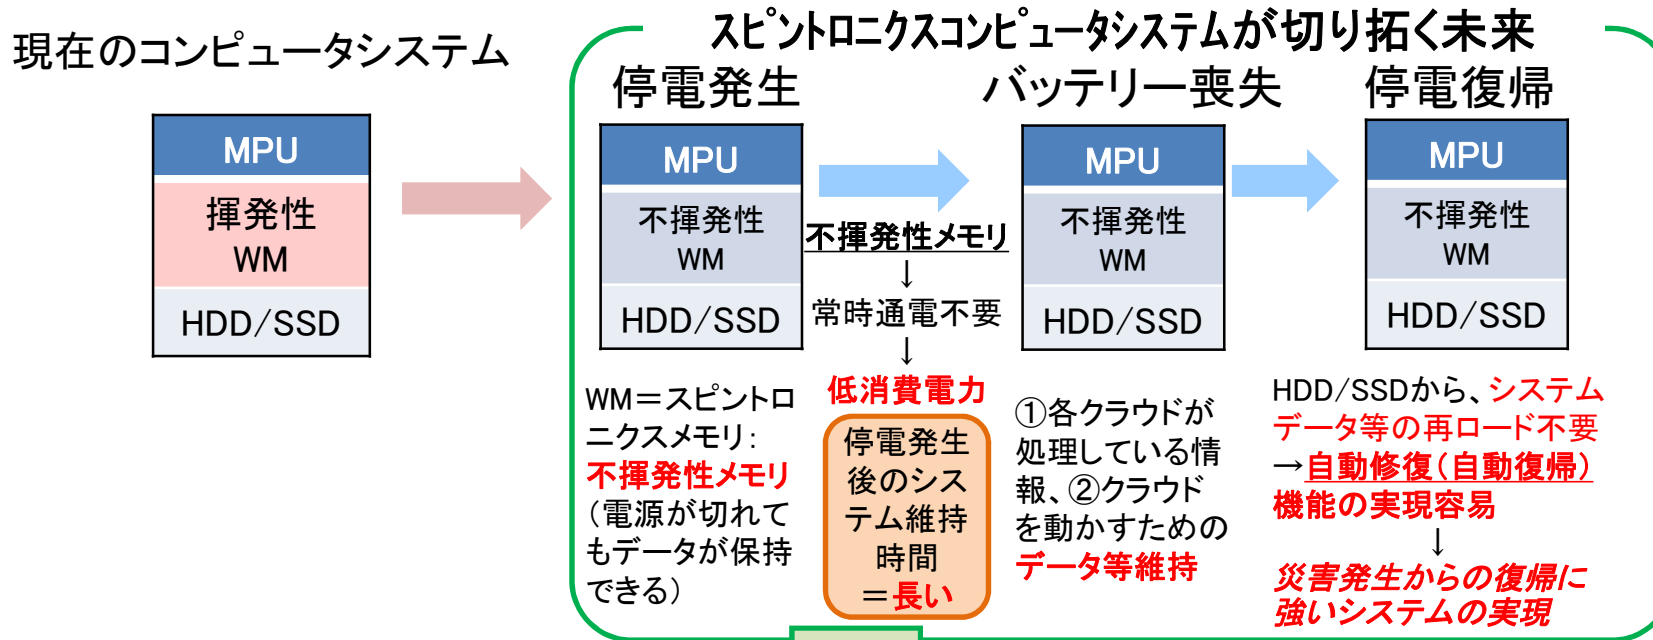 現在のコンピュータシステム
MPU
揮発性
WM
HDD/SSD
スピントロニクスコンピュータシステムが切り拓く未来
停電発生
MPU
不揮発性
WM
HDD/SSD
WM＝スピントロ
ニクスメモリ：
不揮発性メモリ
（電源が切れて
もデータが保持
できる）
不揮発性メモリ
↓
常時通電不要
↓
低消費電力
停電発生
後のシス
テム維持
時間
＝長い
バッテリー喪失
MPU
不揮発性
WM
HDD/SSD
①各クラウドが
処理している情
報、②クラウド
を動かすための
データ等維持
停電復帰
MPU
不揮発性
WM
HDD/SSD
HDD/SSDから、システム
データ等の再ロード不要
→自動修復（自動復帰）
機能の実現容易
↓
災害発生からの復帰に
強いシステムの実現